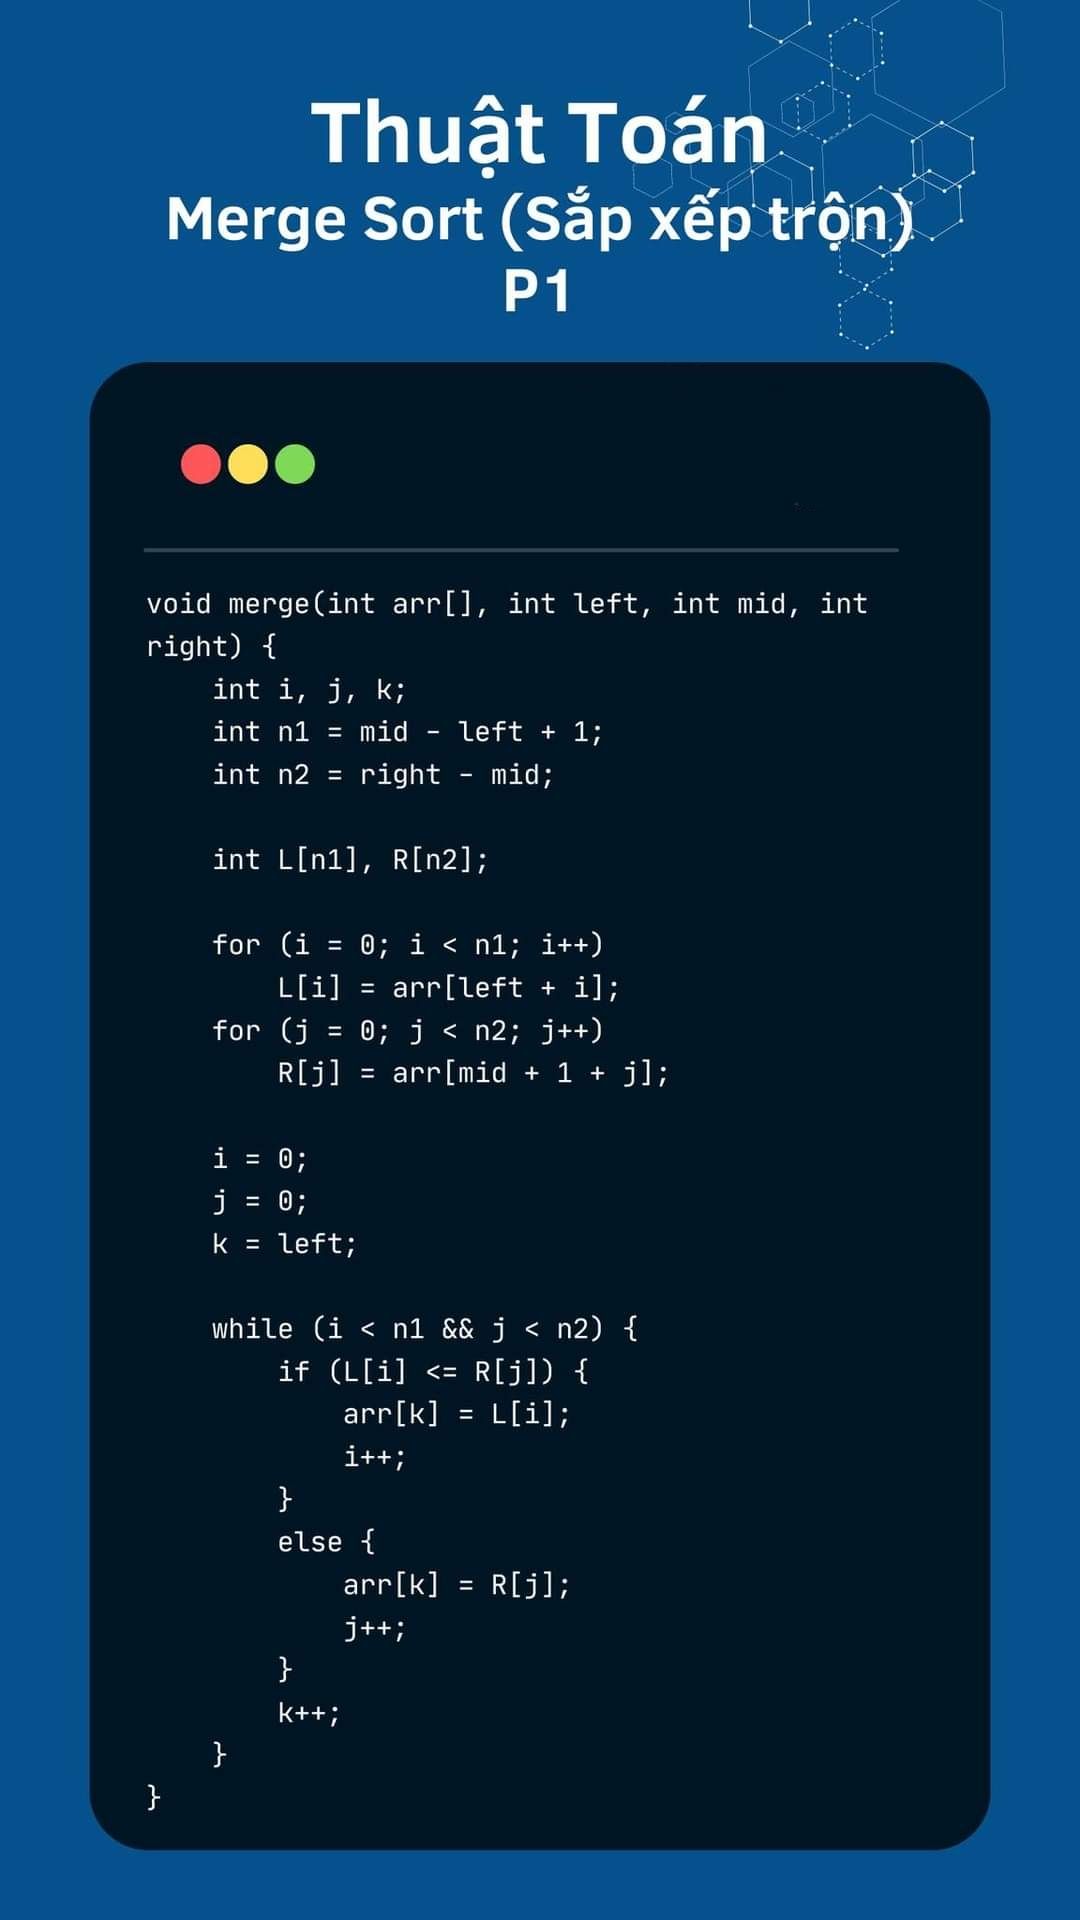 Thuật Toán
Merge Sort (Sắp xếp trộn)
P1
void merge(int arr[], int left, int mid, int
right) {
    int i, j, k;
    int n1 = mid - left + 1;
    int n2 = right - mid;

    int L[n1], R[n2];

    for (i = 0; i < n1; i++)
        L[i] = arr[left + i];
    for (j = 0; j < n2; j++)
        R[j] = arr[mid + 1 + j];

    i = 0;
    j = 0;
    k = left;

    while (i < n1 && j < n2) {
        if (L[i] <= R[j]) {
            arr[k] = L[i];
            i++;
        }
        else {
            arr[k] = R[j];
            j++;
        }
        k++;
    }
}